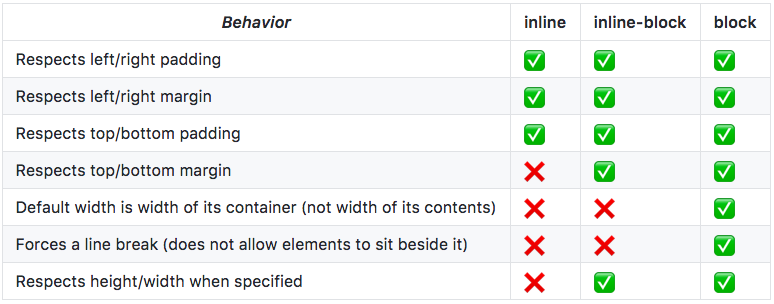 Behavior inline inline-block block
Respects left/right padding ✅ ✅ ✅
Respects left/right margin ✅ ✅ ✅
Respects top/bottom padding ✅ ✅ ✅
Respects top/bottom margin ❌ ✅ ✅
Default width is width of its container (not width of its contents) ❌ ❌ ✅
Forces a line break (does not allow elements to sit beside it) ❌ ❌ ✅
Respects height/width when specified ❌ ✅ ✅